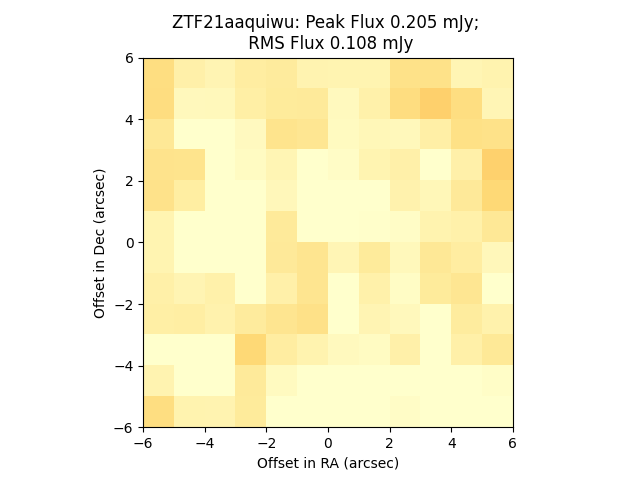 ZTF21aaquiwu: Peak Flux 0.205 mJy;
RMS Flux 0.108 mJy
6
4
2
0
−2
−4
−6
Offset in Dec (arcsec)
−6 −4 −2 0 2 4 6
Offset in RA (arcsec)